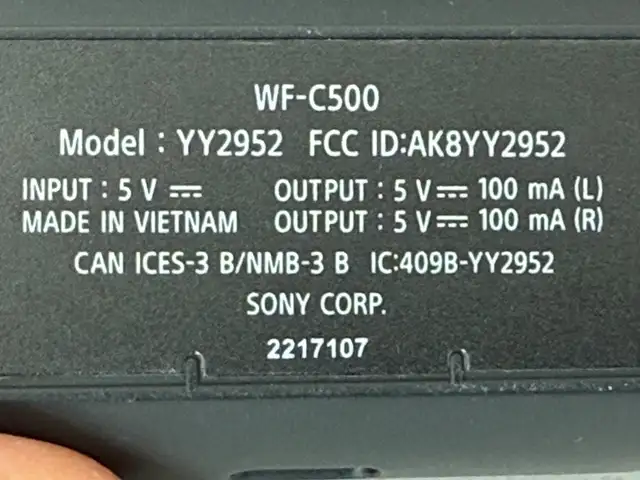 WF-C500
Model : YY2952 FCC ID:AK8YY2952
INPUT : 5 V ⎓ OUTPUT : 5 V ⎓ 100 mA (L)
MADE IN VIETNAM OUTPUT : 5 V ⎓ 100 mA (R)
CAN ICES-3 B/NMB-3 B IC:409B-YY2952
SONY CORP.
2217107